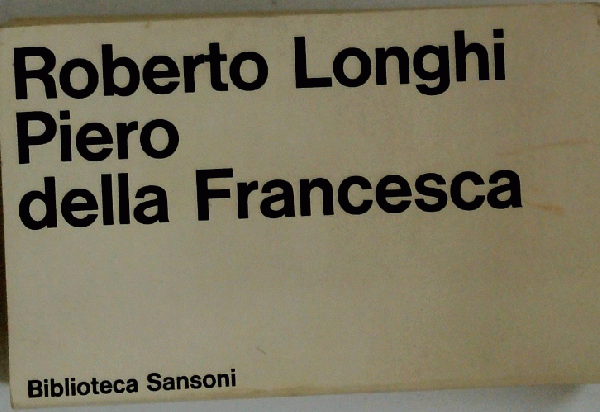 Roberto Longhi
Piero
della Francesca
Biblioteca Sansoni